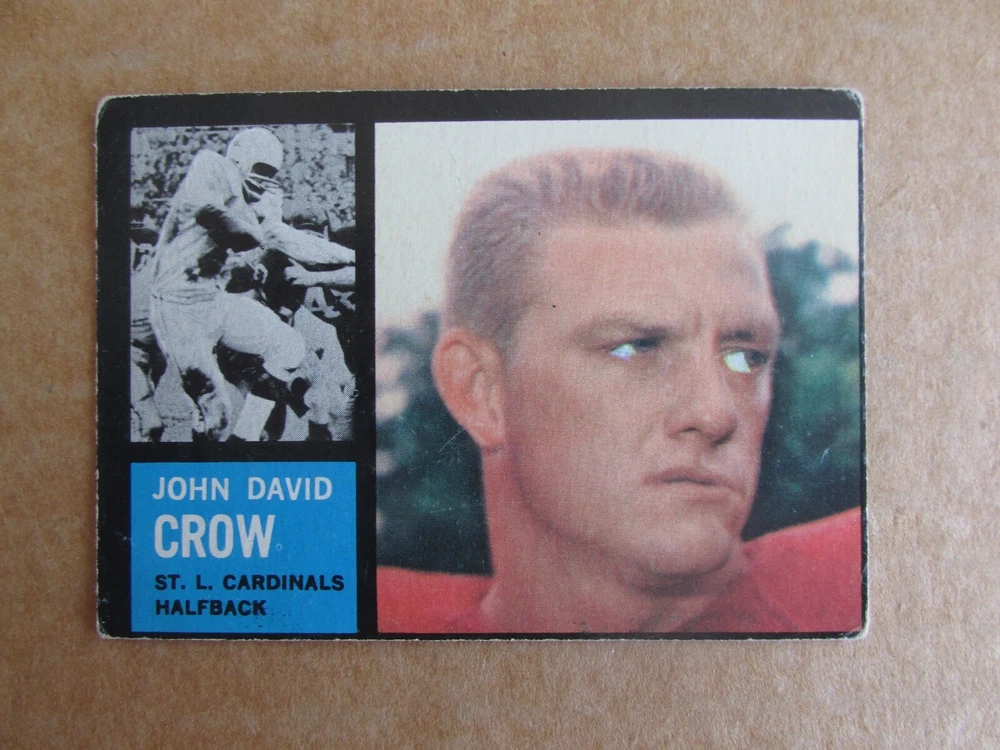 JOHN DAVID
CROW
ST. L. CARDINALS
HALFBACK